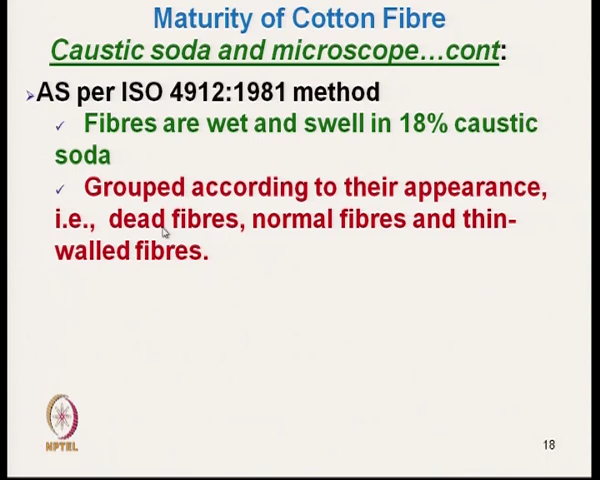 Maturity of Cotton Fibre
Caustic soda and microscope...cont:
AS per ISO 4912:1981 method
Fibres are wet and swell in 18% caustic
soda
Grouped according to their appearance,
i.e., dead fibres, normal fibres and thin-
walled fibres.
NPTEL
18